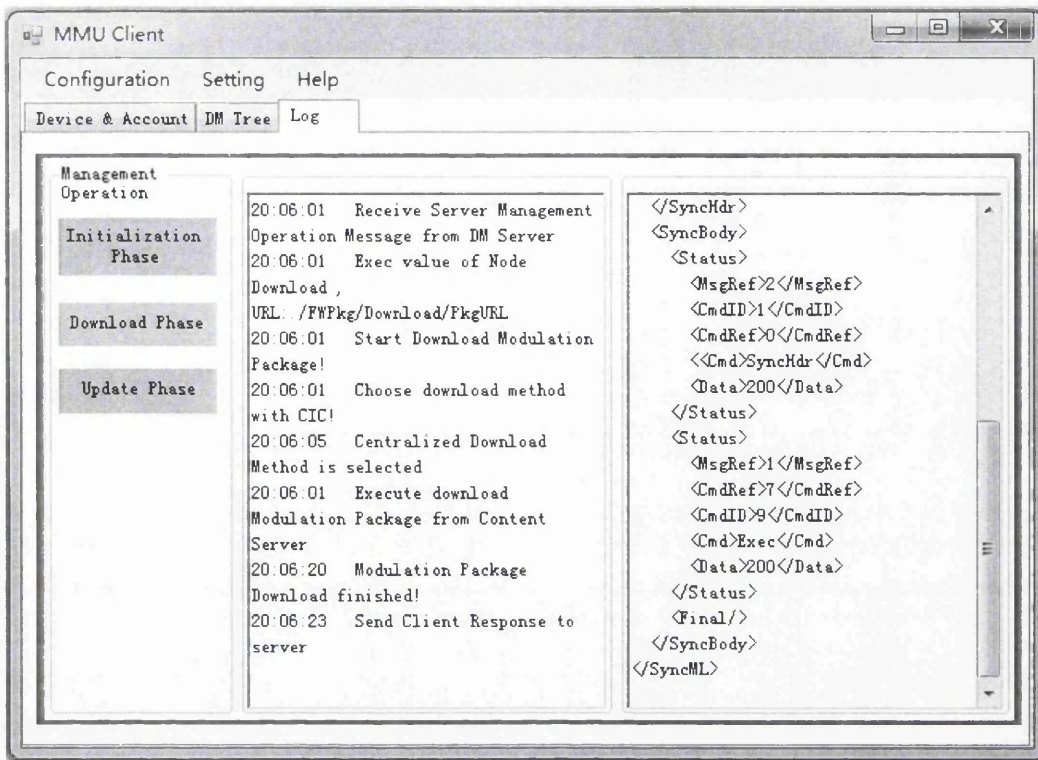 MMU Client
Configuration Setting Help
Device & Account DM Tree Log
Management
Operation
Initialization
Phase
Download Phase
Update Phase
20:06:01 Receive Server Management
Operation Message from DM Server
20:06:01 Exec value of Node
Download ,
URL: ./FWPkg/Download/PkgURL
20:06:01 Start Download Modulation
Package!
20:06:01 Choose download method
with CIC!
20:06:05 Centralized Download
Method is selected
20:06:01 Execute download
Modulation Package from Content
Server
20:06:20 Modulation Package
Download finished!
20:06:23 Send Client Response to
server
</SyncHdr>
<SyncBody>
<Status>
<MsgRef>2</MsgRef>
<CmdID>1</CmdID>
<CmdRef>0</CmdRef>
<<Cmd>SyncHdr</Cmd>
<Data>200</Data>
</Status>
<Status>
<MsgRef>1</MsgRef>
<CmdRef>7</CmdRef>
<CmdID>9</CmdID>
<Cmd>Exec</Cmd>
<Data>200</Data>
</Status>
<Final/>
</SyncBody>
</SyncML>